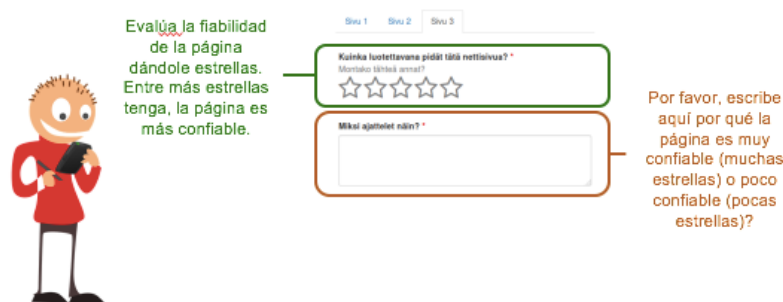 Evalúa la fiabilidad
de la página
dándole estrellas.
Entre más estrellas
tenga, la página es
más confiable.
Sivu 1 Sivu 2 Sivu 3
Kuinka luotettavana pidät tätä nettisivua? *
Montako tähteä annat?
Miksi ajattelet näin? *
Por favor, escribe
aquí por qué la
página es muy
confiable (muchas
estrellas) o poco
confiable (pocas
estrellas)?